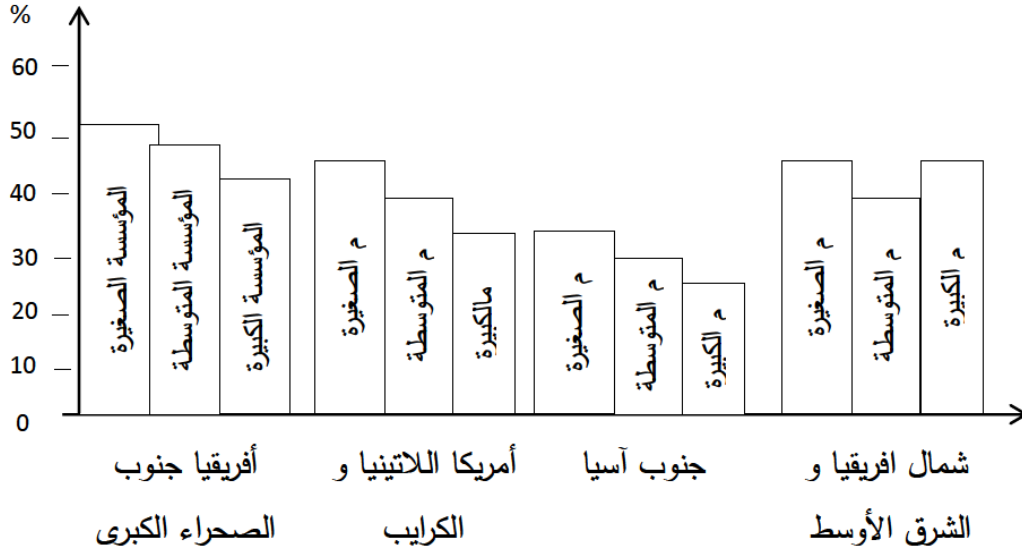 %
60
50
40
30
20
10
0
المؤسسة الصغيرة
المؤسسة المتوسطة
المؤسسة الكبيرة
م الصغيرة
م المتوسطة
مالكبيرة
م الصغيرة
م المتوسطة
م الكبيرة
م الصغيرة
م المتوسطة
م الكبيرة
أفريقيا جنوب
الصحراء الكبرى
أمريكا اللاتينيا و
الكرايب
جنوب آسيا
شمال افريقيا و
الشرق الأوسط